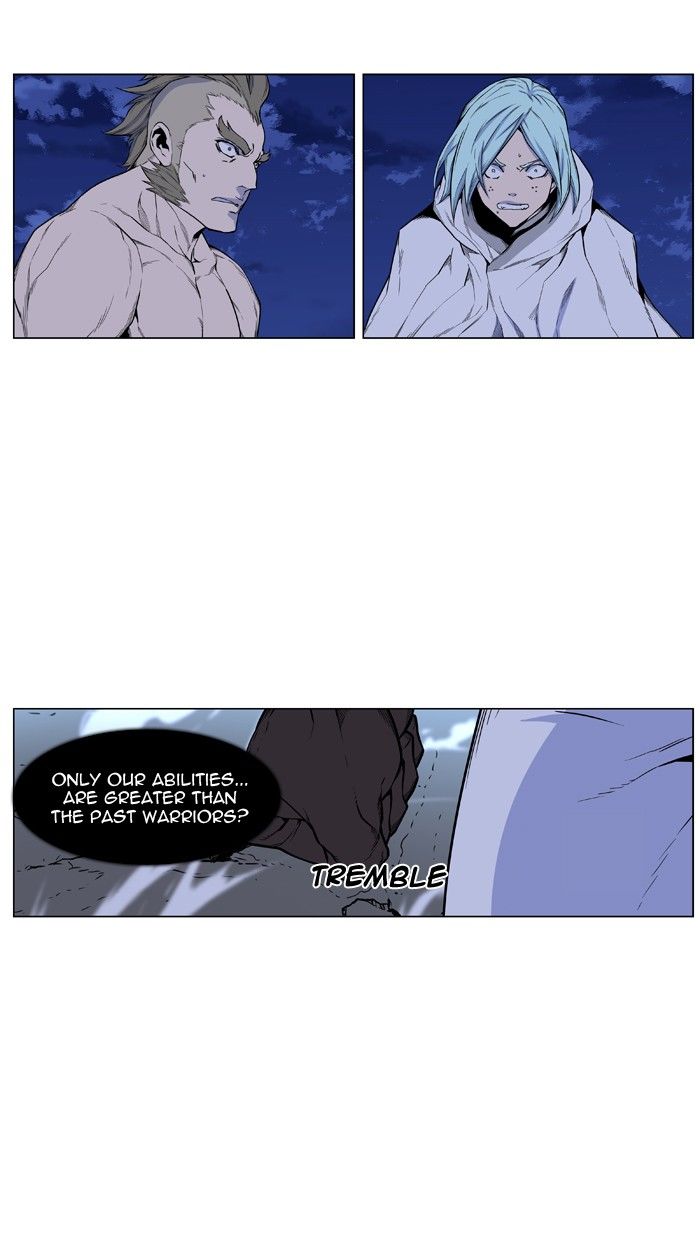 ONLY OUR ABILITIES...
ARE GREATER THAN
THE PAST WARRIORS?
TREMBLE